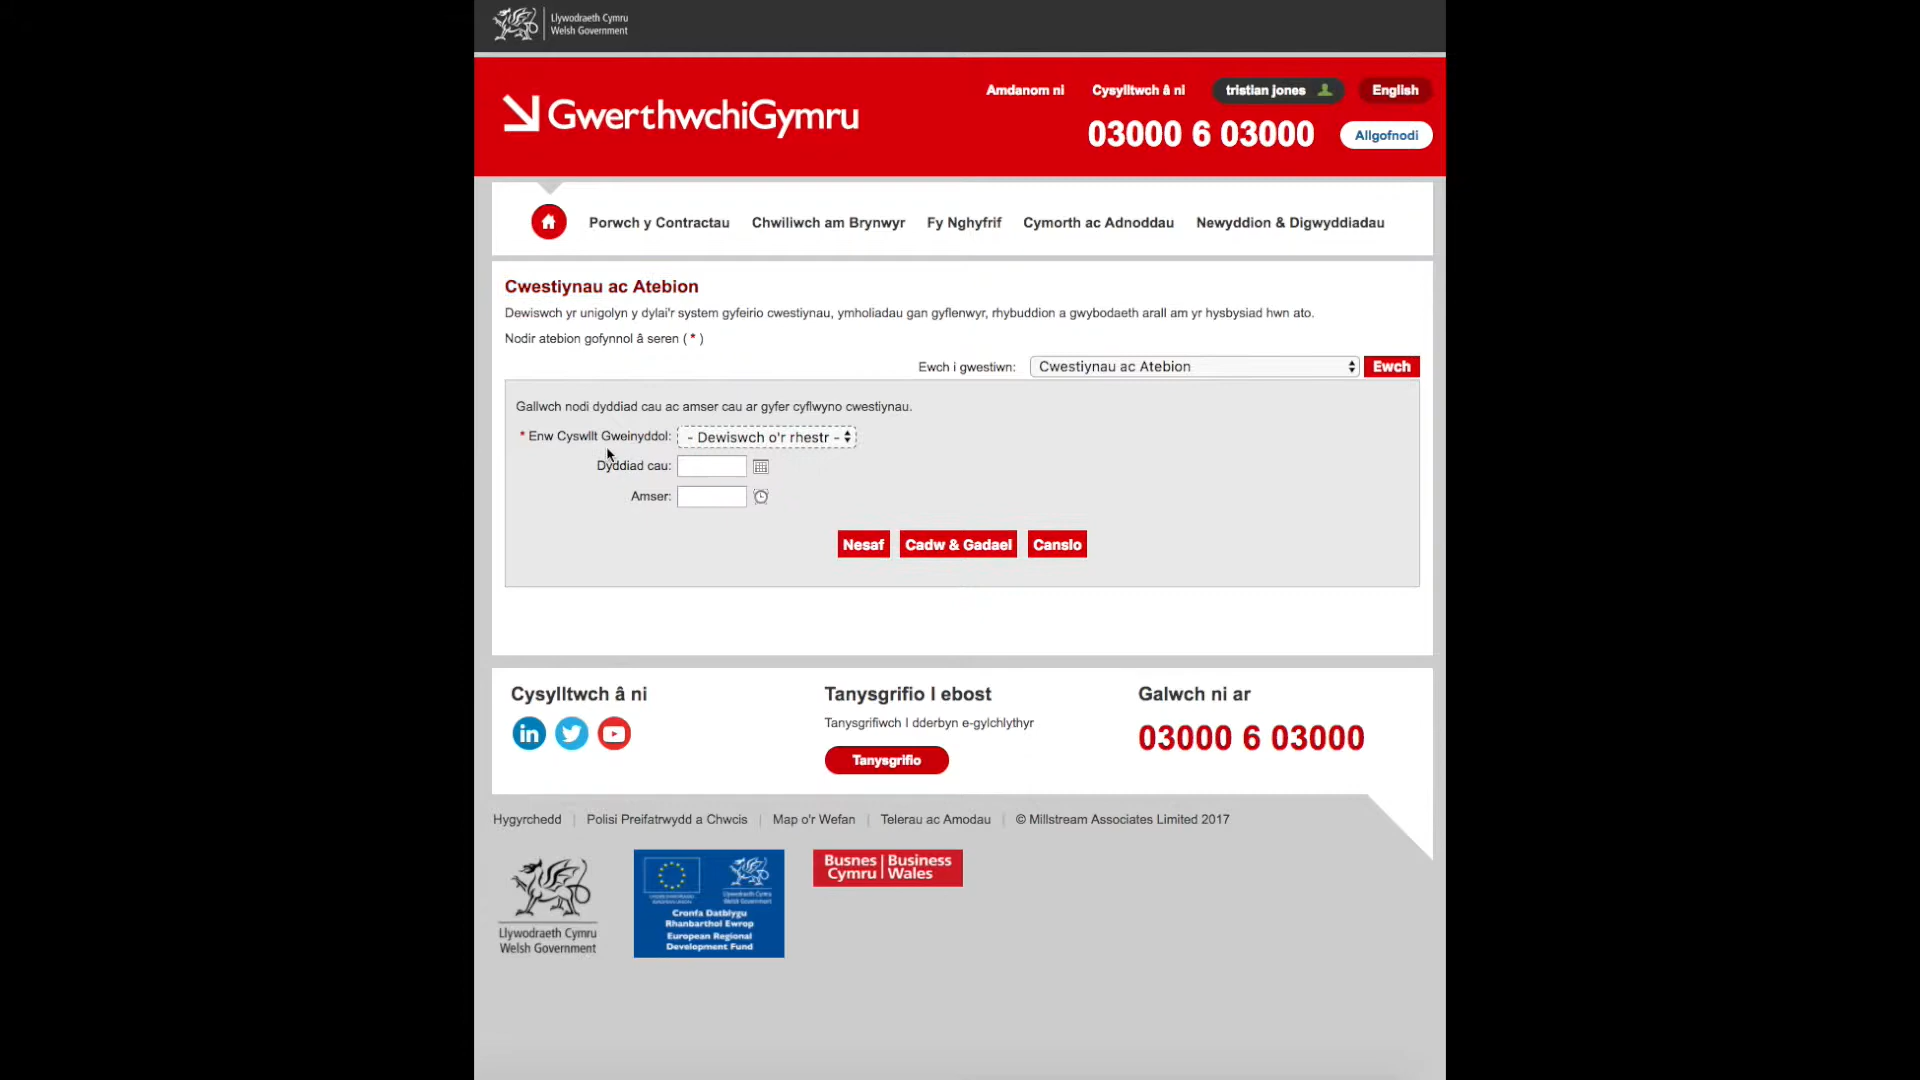 Llywodraeth Cymru
Welsh Government
Amdanom ni
Cysylltwch â ni
tristian jones
English
GwerthwchiGymru
03000 6 03000
Allgofnodi
Porwch y Contractau
Chwiliwch am Brynwyr
Fy Nghyfrif
Cymorth ac Adnoddau
Newyddion & Digwyddiadau
Cwestiynau ac Atebion
Dewiswch yr unigolyn y dylai'r system gyfeirio cwestiynau, ymholiadau gan gyflenwyr, rhybuddion a gwybodaeth arall am yr hysbysiad hwn ato.
Nodir atebion gofynnol â seren ( * )
Ewch i gwestiwn:
Cwestiynau ac Atebion
Ewch
Gallwch nodi dyddiad cau ac amser cau ar gyfer cyflwyno cwestiynau.
* Enw Cyswllt Gweinyddol:
- Dewiswch o'r rhestr -
Dyddiad cau:
Amser:
Nesaf
Cadw & Gadael
Canslo
Cysylltwch â ni
Tanysgrifio I ebost
Tanysgrifiwch I dderbyn e-gylchlythyr
Tanysgrifio
Galwch ni ar
03000 6 03000
Hygyrchedd
Polisi Preifatrwydd a Chwcis
Map o'r Wefan
Telerau ac Amodau
© Millstream Associates Limited 2017
Llywodraeth Cymru
Welsh Government
Cronfa Datblygu
Rhanbarthol Ewrop
European Regional
Development Fund
Busnes | Business
Cymru | Wales